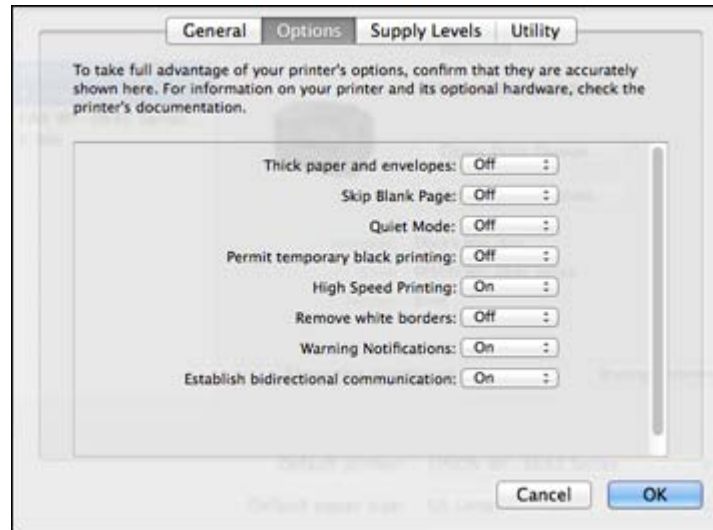 General Options Supply Levels Utility
To take full advantage of your printer's options, confirm that they are accurately
shown here. For information on your printer and its optional hardware, check the
printer's documentation.
Thick paper and envelopes: Off
Skip Blank Page: Off
Quiet Mode: Off
Permit temporary black printing: Off
High Speed Printing: On
Remove white borders: Off
Warning Notifications: On
Establish bidirectional communication: On
Cancel OK